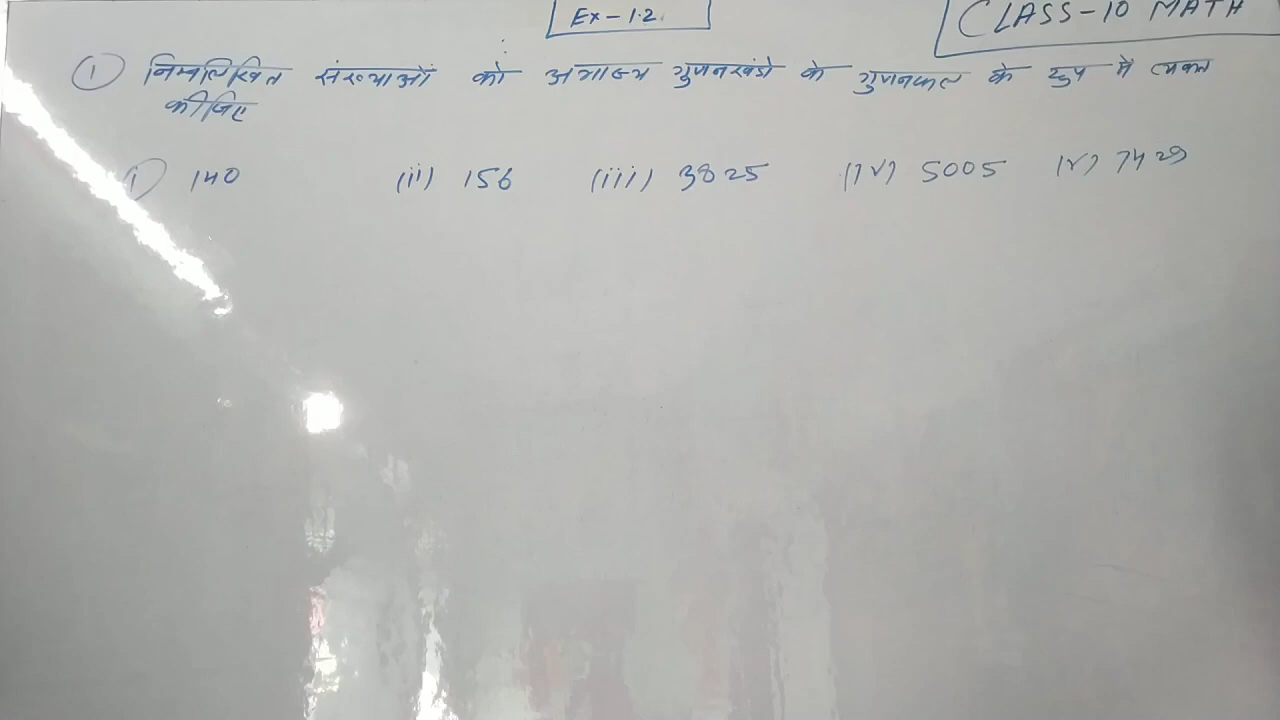 Ex-1.2.
CLASS-10 MATH
① निम्नलिखित संख्याओं को अभाज्य गुणनखंडो के गुणनफल के रूप में व्यक्त
कीजिए
(i) 140 (ii) 156 (iii) 3825 (iv) 5005 (v) 7429